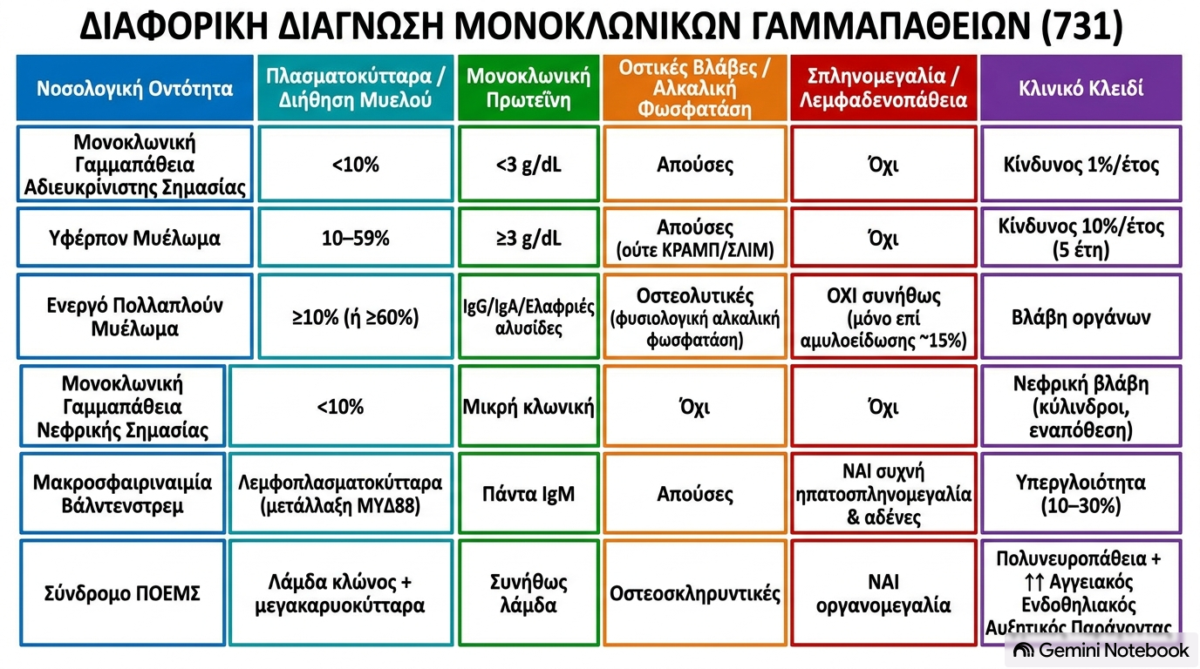 ΔΙΑΦΟΡΙΚΗ ΔΙΑΓΝΩΣΗ ΜΟΝΟΚΛΩΝΙΚΩΝ ΓΑΜΜΑΠΑΘΕΙΩΝ (731)
Νοσολογική Οντότητα
Πλασματοκύτταρα /
Διήθηση Μυελού
Μονοκλωνική
Πρωτεΐνη
Οστικές Βλάβες /
Αλκαλική
Φωσφατάση
Σπληνομεγαλία /
Λεμφαδενοπάθεια
Κλινικό Κλειδί
Μονοκλωνική
Γαμμαπάθεια
Αδιευκρίνιστης Σημασίας
<10%
<3 g/dL
Απούσες
Όχι
Κίνδυνος 1%/έτος
Υφέρπον Μυέλωμα
10–59%
≥3 g/dL
Απούσες
(ούτε ΚΡΑΜΠ/ΣΛΙΜ)
Όχι
Κίνδυνος 10%/έτος
(5 έτη)
Ενεργό Πολλαπλούν
Μυέλωμα
≥10% (ή ≥60%)
IgG/IgA/Ελαφριές
αλυσίδες
Οστεολυτικές
(φυσιολογική αλκαλική
φωσφατάση)
ΟΧΙ συνήθως
(μόνο επί
αμυλοείδωσης ~15%)
Βλάβη οργάνων
Μονοκλωνική
Γαμμαπάθεια
Νεφρικής Σημασίας
<10%
Μικρή κλωνική
Όχι
Όχι
Νεφρική βλάβη
(κύλινδροι,
εναπόθεση)
Μακροσφαιριναιμία
Βάλντενστρεμ
Λεμφοπλασματοκύτταρα
(μετάλλαξη ΜΥΔ88)
Πάντα IgM
Απούσες
ΝΑΙ συχνή
ηπατοσπληνομεγαλία
& αδένες
Υπεργλοιότητα
(10–30%)
Σύνδρομο ΠΟΕΜΣ
Λάμδα κλώνος +
μεγακαρυοκύτταρα
Συνήθως
λάμδα
Οστεοσκληρυντικές
ΝΑΙ
οργανομεγαλία
Πολυνευροπάθεια +
↑↑ Αγγειακός
Ενδοθηλιακός
Αυξητικός Παράγοντας
Gemini Notebook